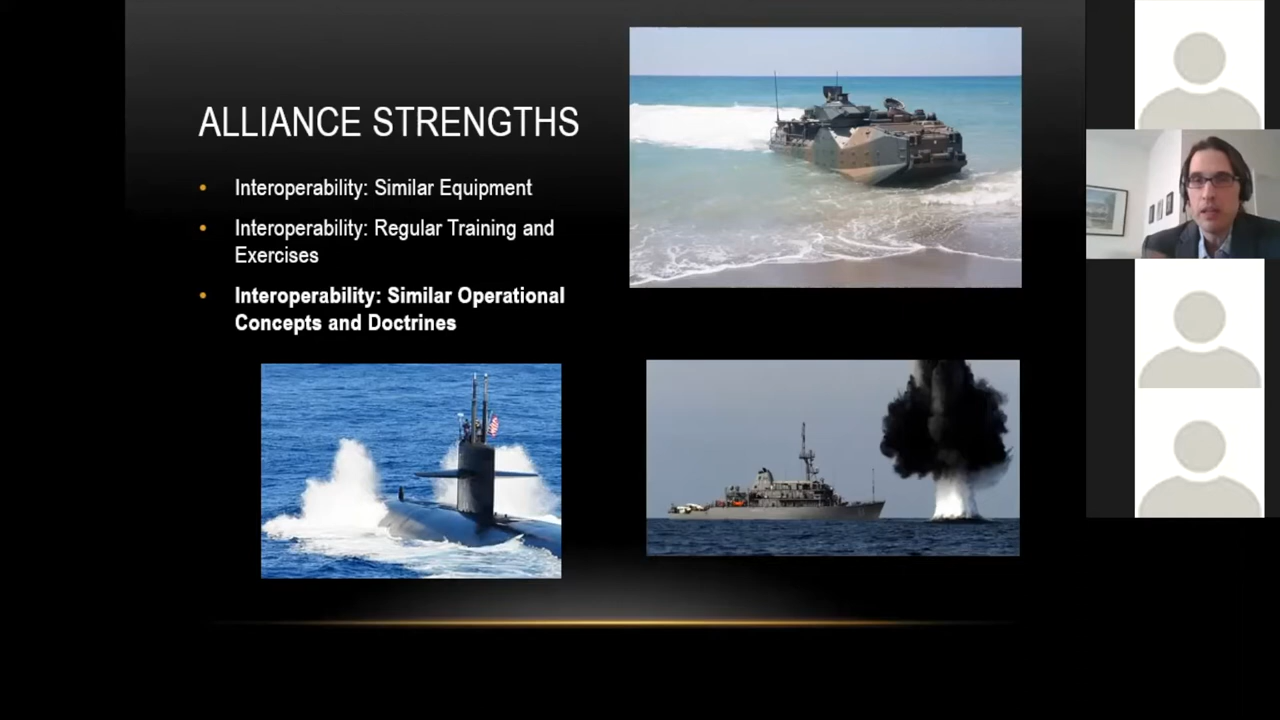 ALLIANCE STRENGTHS
• Interoperability: Similar Equipment
• Interoperability: Regular Training and
Exercises
• Interoperability: Similar Operational
Concepts and Doctrines